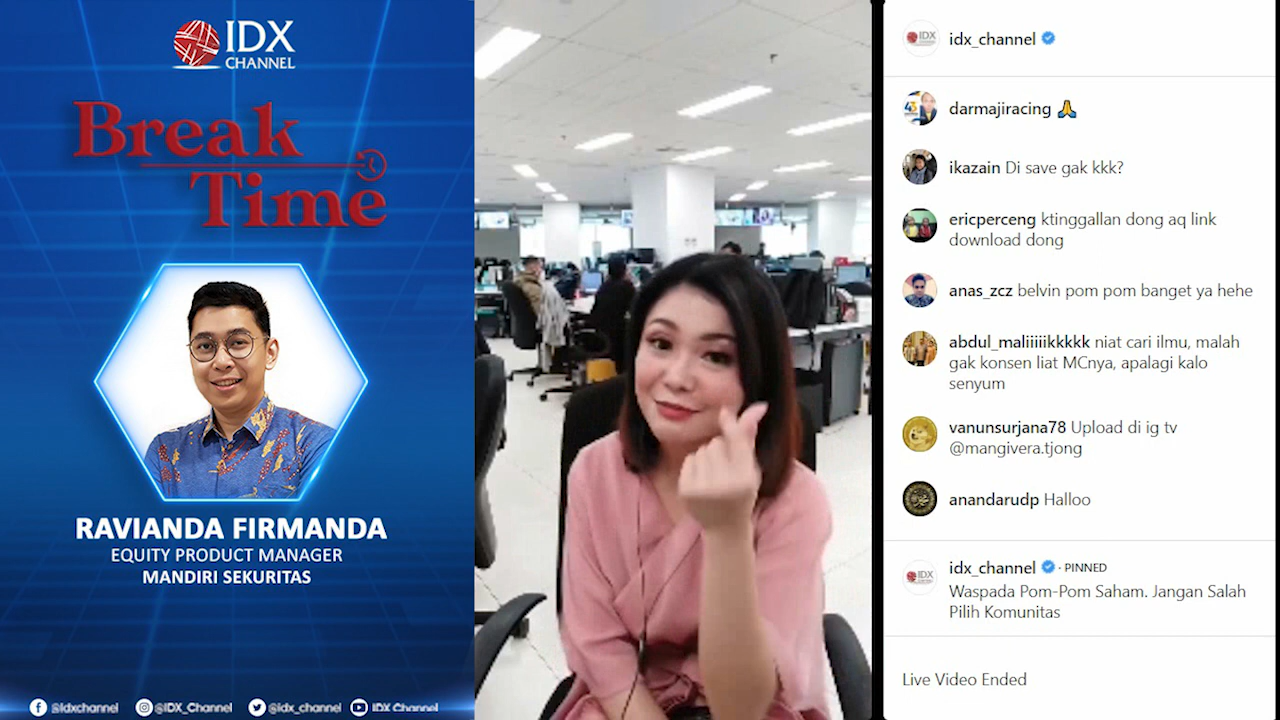 IDX
CHANNEL
Break
Time
RAVIANDA FIRMANDA
EQUITY PRODUCT MANAGER
MANDIRI SEKURITAS
@idxchannel
@IDX_Channel
@idx_channel
IDX Channel
idx_channel
darmajiracing 🙏
ikazain Di save gak kkk?
ericperceng ktinggallan dong aq link
download dong
anas_zcz belvin pom pom banget ya hehe
abdul_maliiiiikkkkk niat cari ilmu, malah
gak konsen liat MCnya, apalagi kalo
senyum
vanunsurjana78 Upload di ig tv
@mangivera.tjong
anandarudp Halloo
idx_channel • PINNED
Waspada Pom-Pom Saham. Jangan Salah
Pilih Komunitas
Live Video Ended